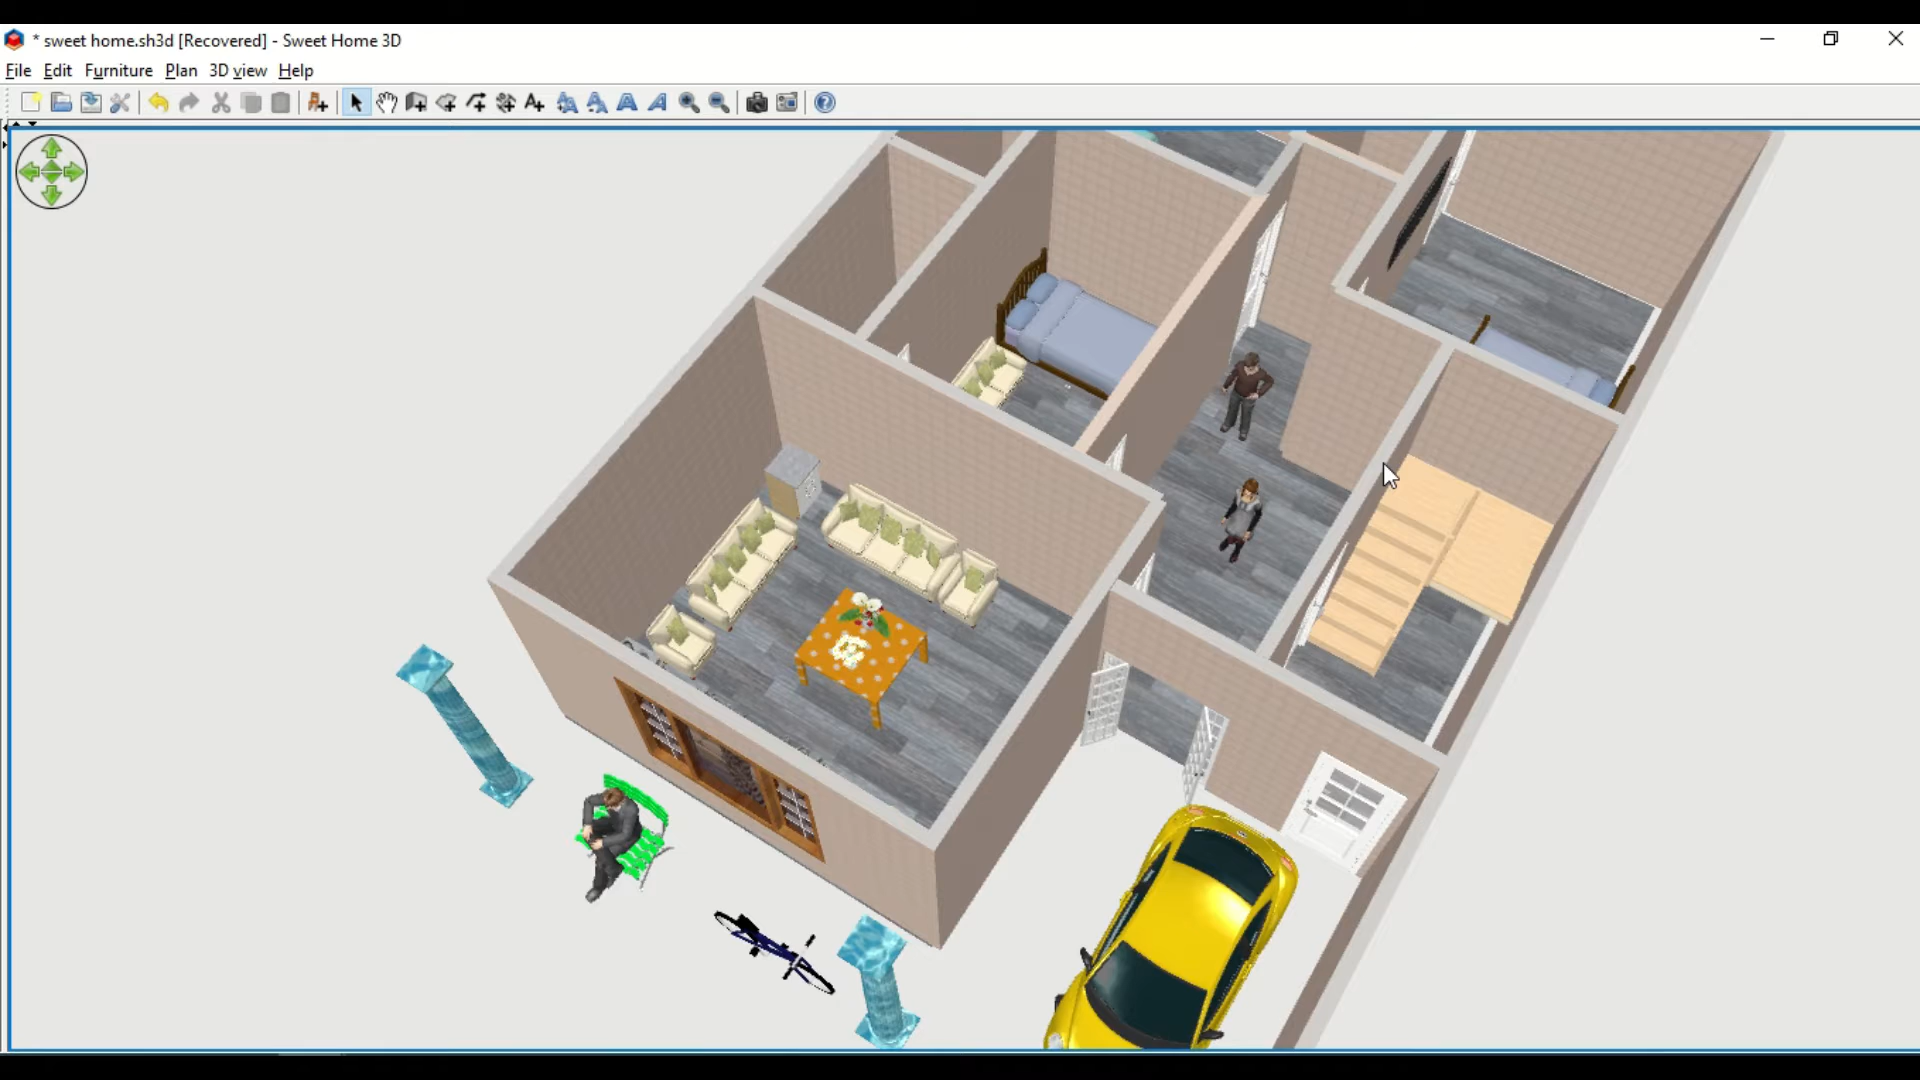 * sweet home.sh3d [Recovered] - Sweet Home 3D
File Edit Furniture Plan 3D view Help